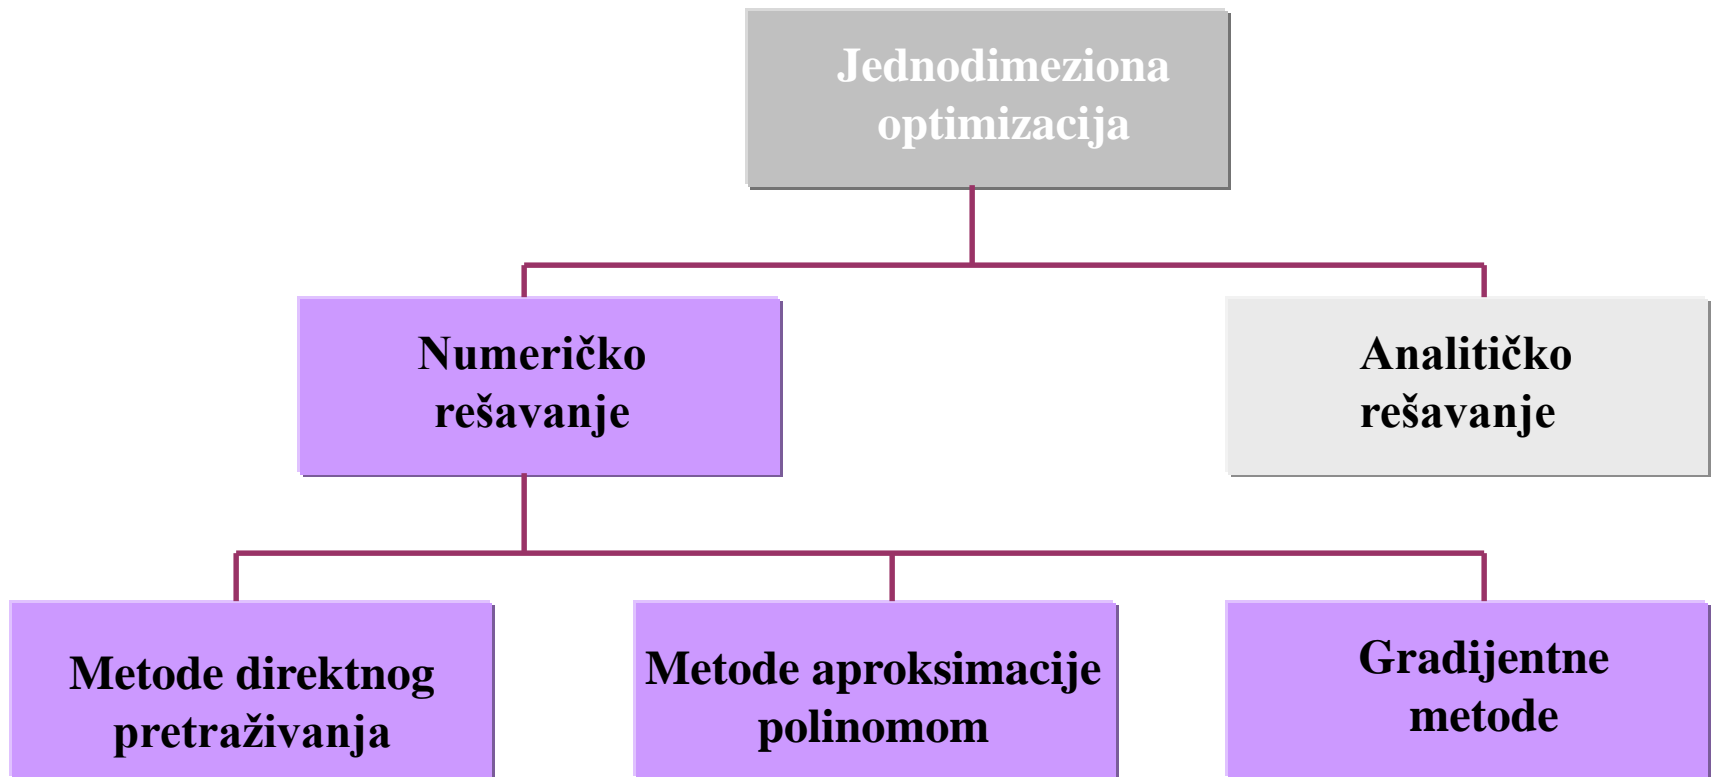 Jednodimeziona
optimizacija
Numeričko
rešavanje
Analitičko
rešavanje
Metode direktnog
pretraživanja
Metode aproksimacije
polinomom
Gradijentne
metode